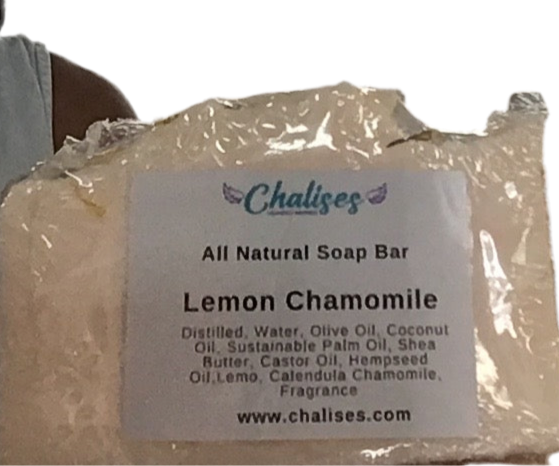 Chalises
All Natural Soap Bar
Lemon Chamomile
Distilled, Water, Olive Oil, Coconut
Oil, Sustainable Palm Oil, Shea
Butter, Castor Oil, Hempseed
Oil,Lemo, Calendula Chamomile,
Fragrance
www.chalises.com